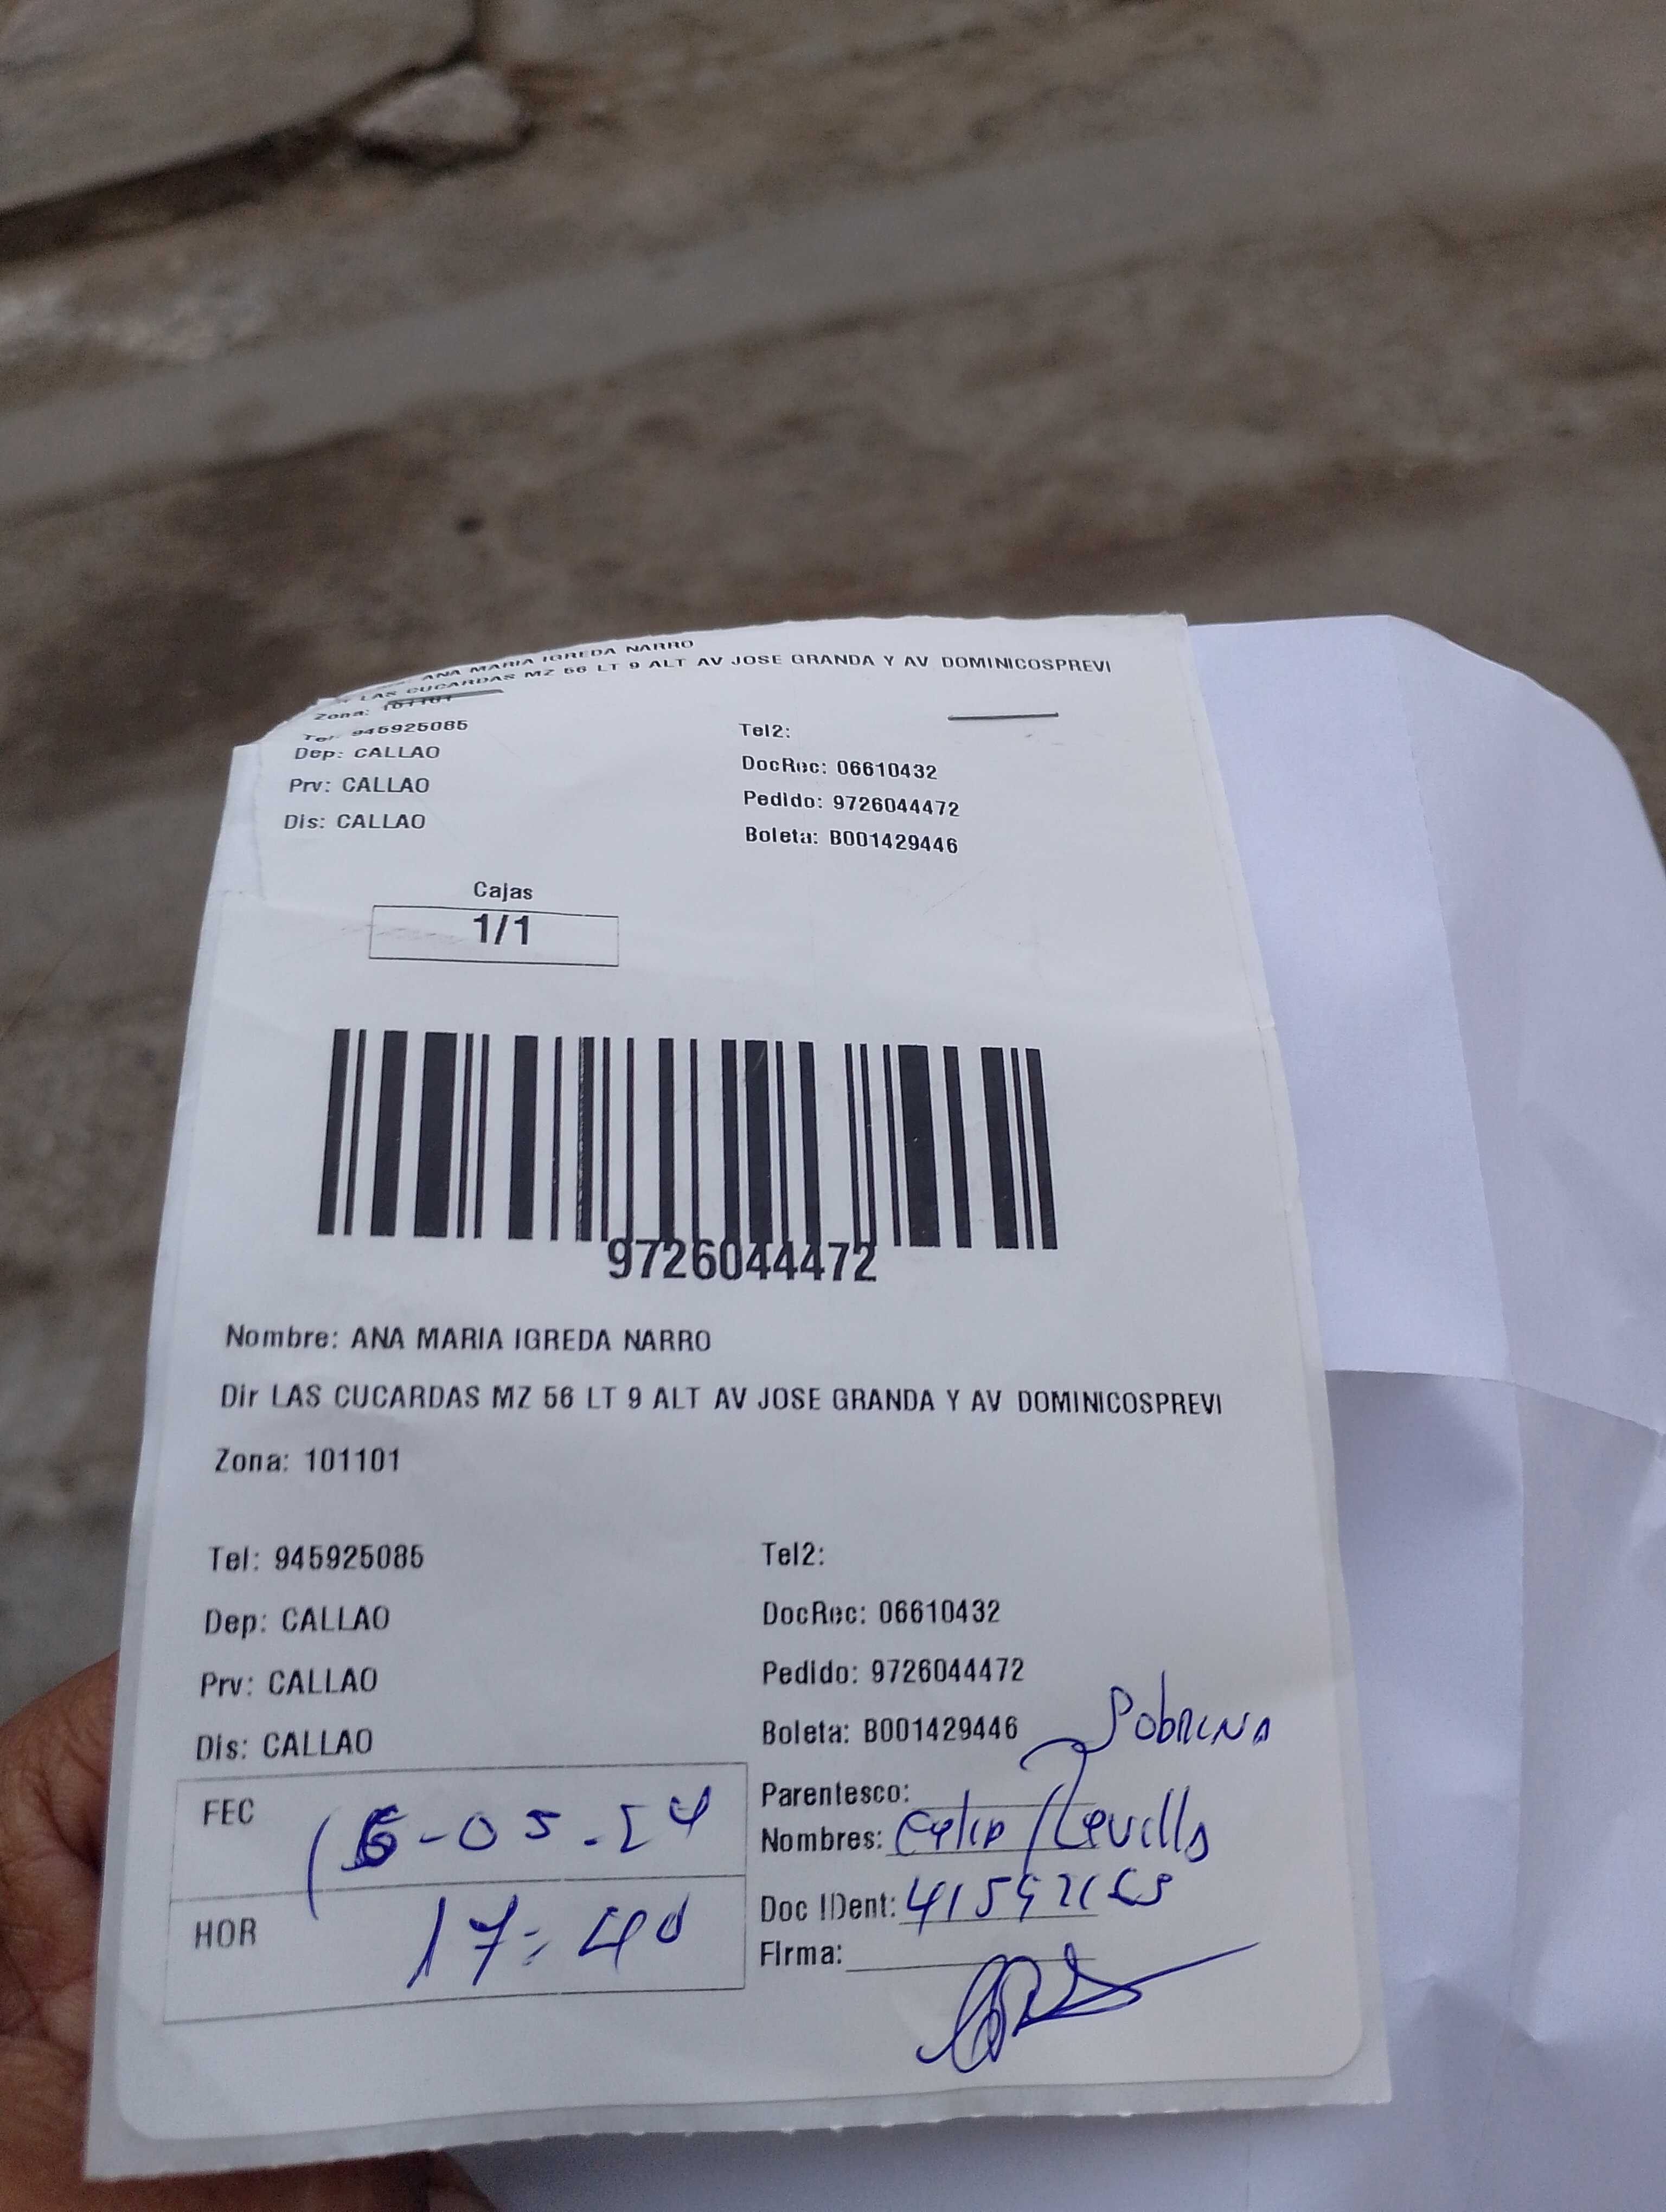 ANA MARIA IGREDA NARRO
LAS CUCARDAS MZ 56 LT 9 ALT AV JOSE GRANDA Y AV DOMINICOSPREVI
Zona: 101101
Tel: 945925085
Tel2:
Dep: CALLAO
DocRec: 06610432
Prv: CALLAO
Pedido: 9726044472
Dis: CALLAO
Boleta: B001429446
Cajas
1/1
9726044472
Nombre: ANA MARIA IGREDA NARRO
Dir LAS CUCARDAS MZ 56 LT 9 ALT AV JOSE GRANDA Y AV DOMINICOSPREVI
Zona: 101101
Tel: 945925085
Tel2:
Dep: CALLAO
DocRec: 06610432
Prv: CALLAO
Pedido: 9726044472
Dis: CALLAO
Boleta: B001429446
Sobrina
Parentesco:
FEC 16-05-24
Nombres:
HOR 17:40
Doc IDent:
Firma: